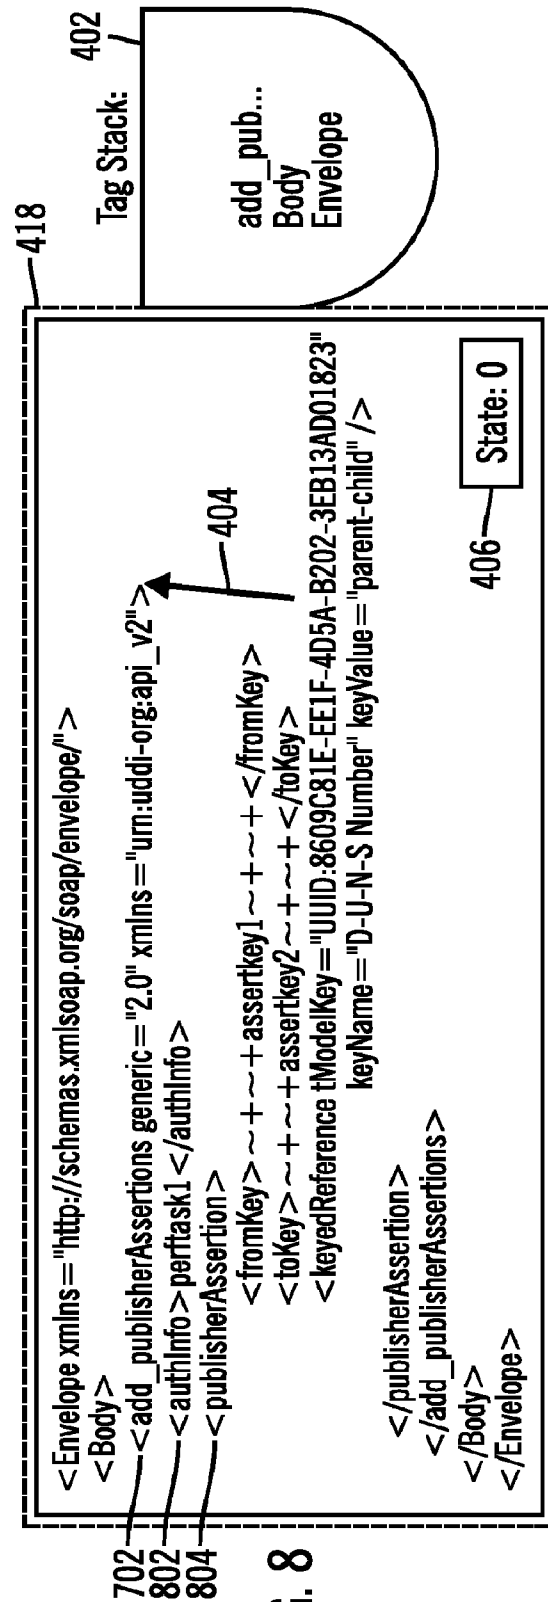 418
Tag Stack:
402
<Envelope xmlns="http://schemas.xmlsoap.org/soap/envelope/">
<Body>
702
<add_publisherAssertions generic="2.0" xmlns="urn:uddi-org:api_v2">
802
<authInfo>perftask1</authInfo>
804
<publisherAssertion>
404
<fromKey>~+~+assertkey1~+~+</fromKey>
<toKey>~+~+assertkey2~+~+</toKey>
<keyedReference tModelKey="UUID:8609C81E-EE1F-4D5A-B202-3EB13AD01823"
keyName="D-U-N-S Number" keyValue="parent-child" />
</publisherAssertion>
</add_publisherAssertions>
</Body>
</Envelope>
406
State: 0
add_pub...
Body
Envelope
. 8